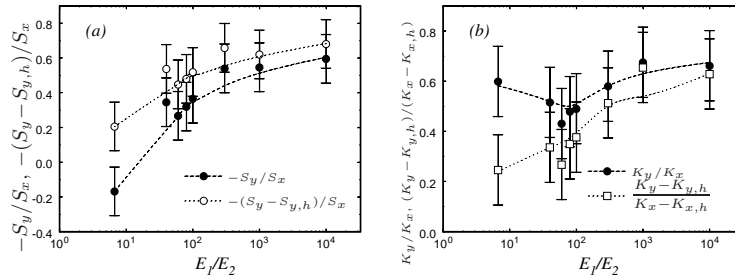 (a)
0.8
0.6
0.4
0.2
0.0
-0.2
-0.4
−S_y/S_x, −(S_y−S_{y,h})/S_x
−S_y/S_x
−(S_y−S_{y,h})/S_x
10^0 10^1 10^2 10^3 10^4
E_1/E_2
(b)
0.8
0.6
0.4
0.2
0.0
K_y/K_x, (K_y−K_{y,h})/(K_x−K_{x,h})
K_y/K_x
K_y−K_{y,h}
K_x−K_{x,h}
10^0 10^1 10^2 10^3 10^4
E_1/E_2